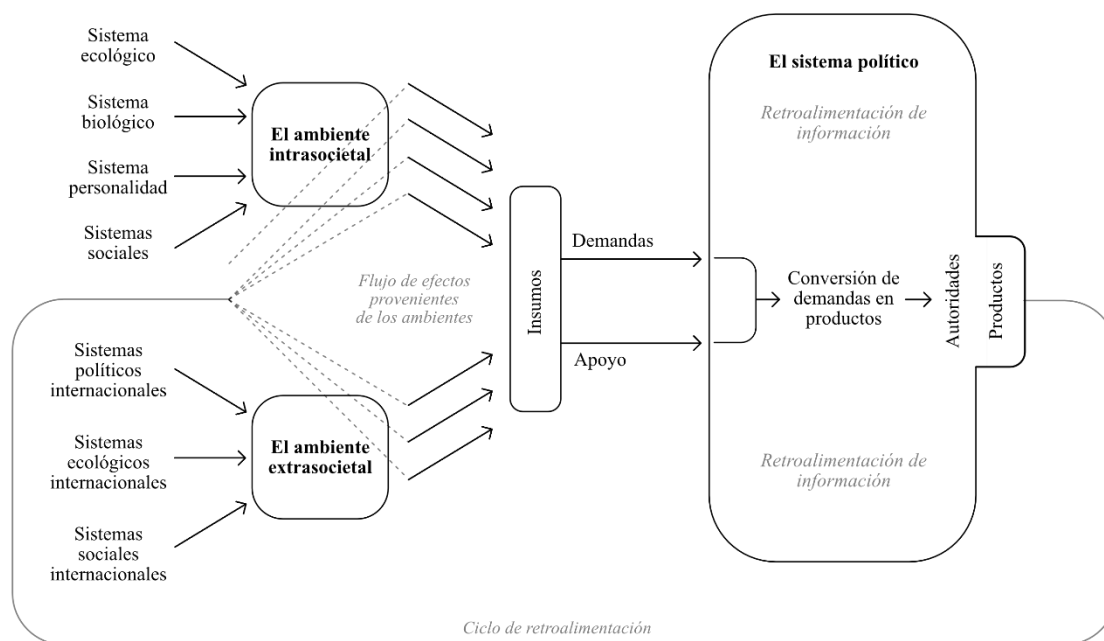 Sistema
ecológico
Sistema
biológico
Sistema
personalidad
Sistemas
sociales
El ambiente
intrasocietal
Flujo de efectos
provenientes
de los ambientes
Sistemas
políticos
internacionales
Sistemas
ecológicos
internacionales
Sistemas
sociales
internacionales
El ambiente
extrasocietal
Insumos
Demandas
Apoyo
El sistema político
Retroalimentación de
información
Conversión de
demandas en
productos
Autoridades
Productos
Retroalimentación de
información
Ciclo de retroalimentación